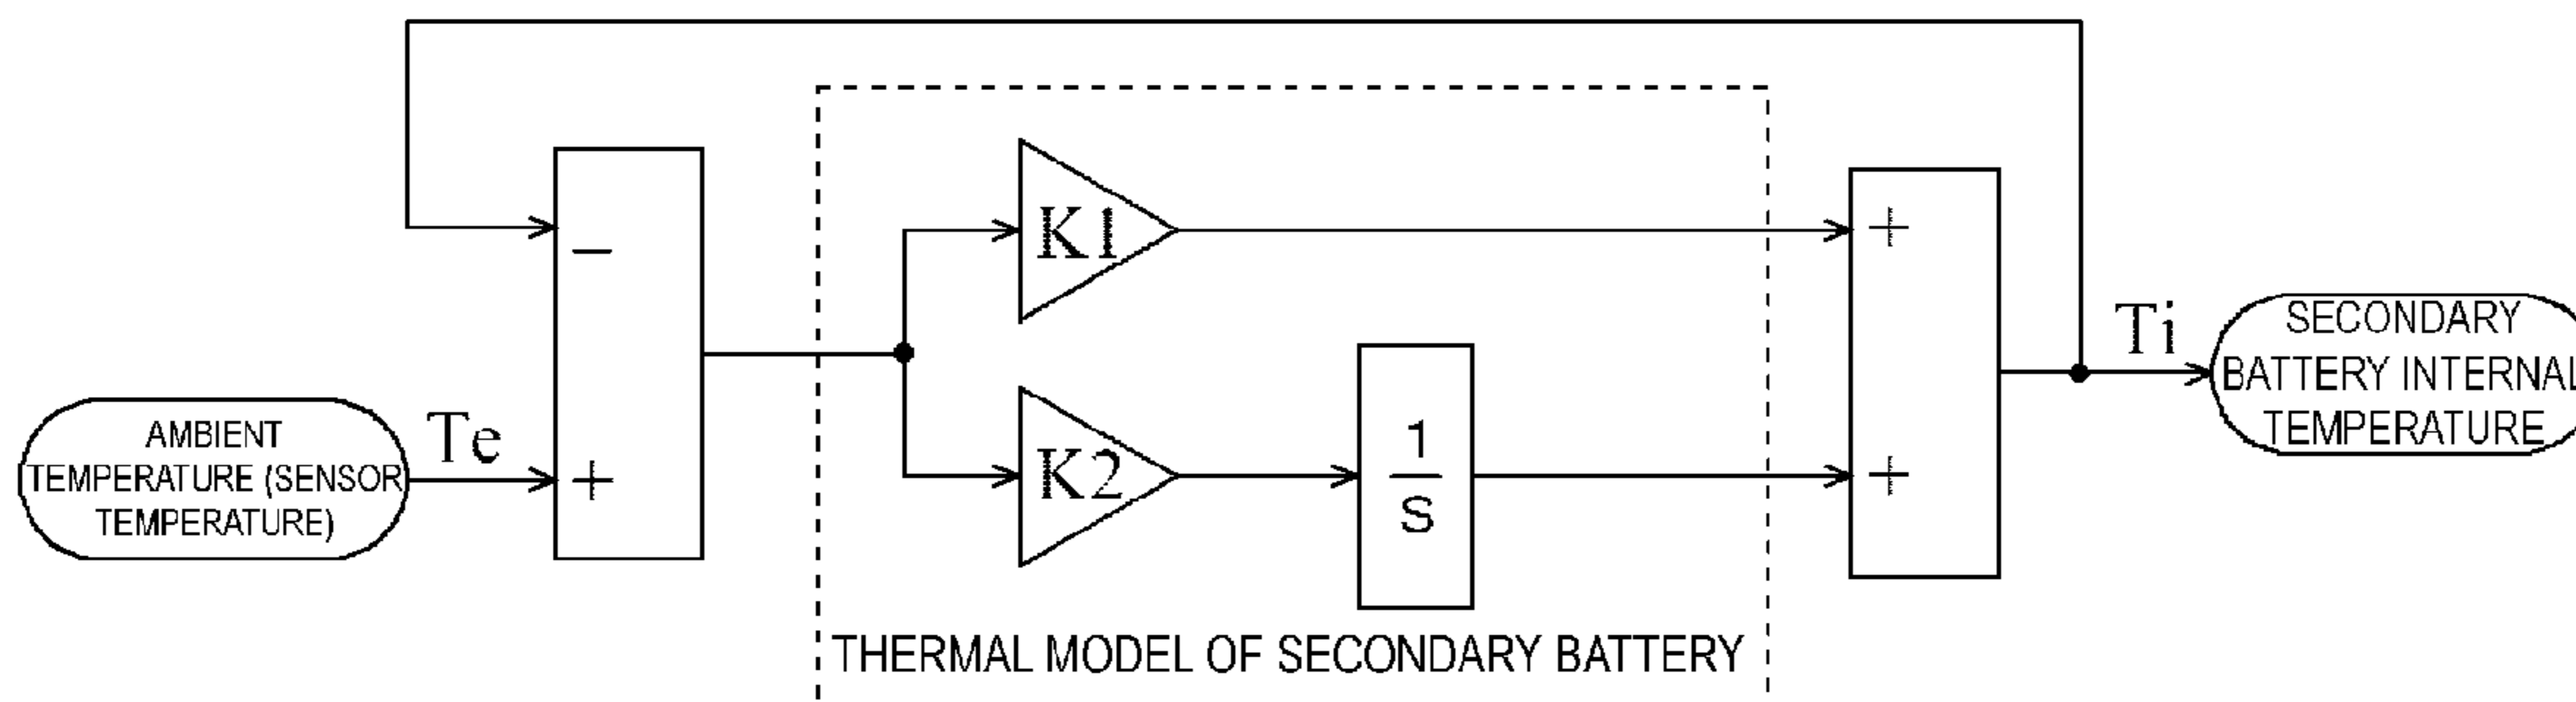 AMBIENT
TEMPERATURE (SENSOR
TEMPERATURE)
Te
−
+
K1
K2
1
s
THERMAL MODEL OF SECONDARY BATTERY
+
+
Ti
SECONDARY
BATTERY INTERNAL
TEMPERATURE